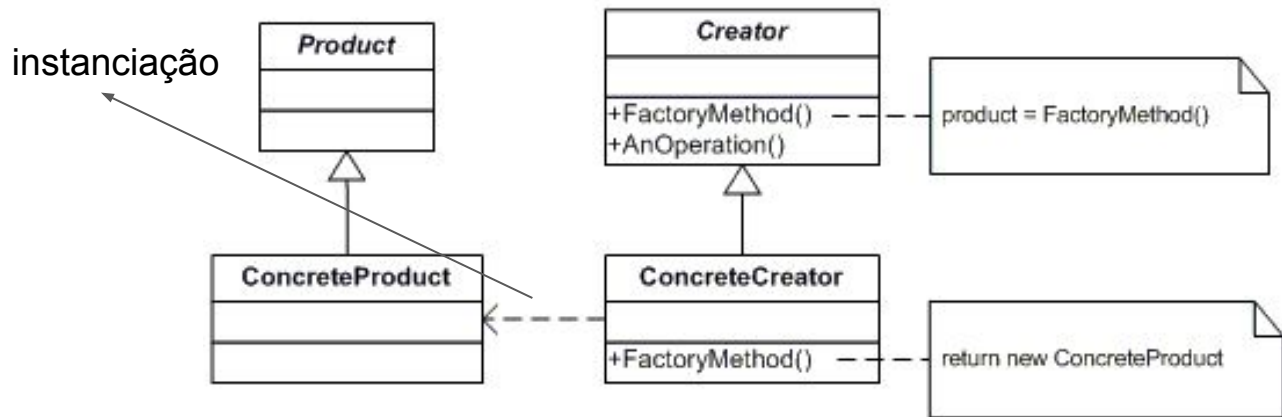 instanciação
Product
Creator
+FactoryMethod()
+AnOperation()
product = FactoryMethod()
ConcreteProduct
ConcreteCreator
+FactoryMethod()
return new ConcreteProduct